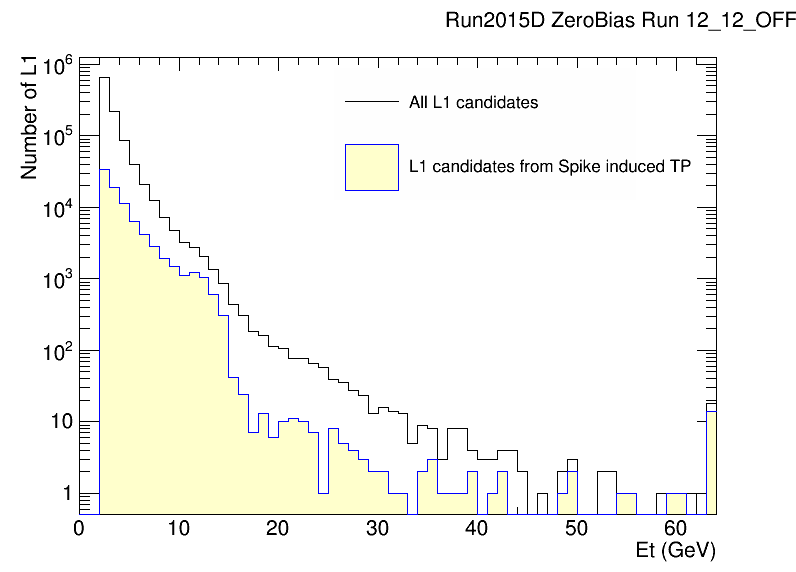 Run2015D ZeroBias Run 12_12_OFF
Number of L1
10^6
10^5
10^4
10^3
10^2
10
1
All L1 candidates
L1 candidates from Spike induced TP
0 10 20 30 40 50 60
Et (GeV)